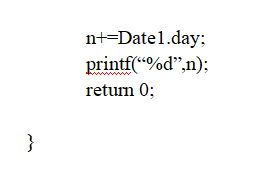 n+=Date1.day;
printf(“%d”,n);
return 0;
}